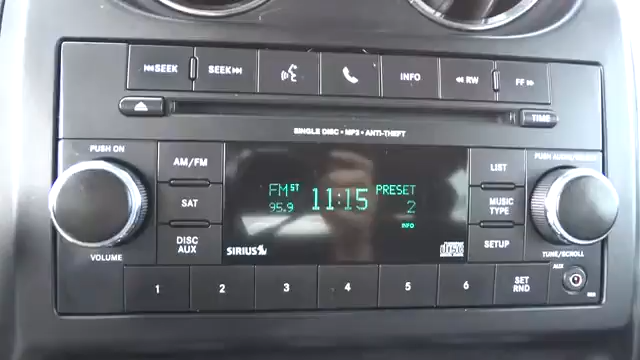 SEEK
SEEK
INFO
RW
FF
TIME
SINGLE DISC • MP3 • ANTI-THEFT
PUSH ON
VOLUME
AM/FM
SAT
DISC
AUX
FM ST
95.9
11:15
PRESET
2
INFO
SIRIUS
disc
LIST
MUSIC
TYPE
SETUP
PUSH AUDIO/SELECT
TUNE/SCROLL
1
2
3
4
5
6
SET
RND
AUX